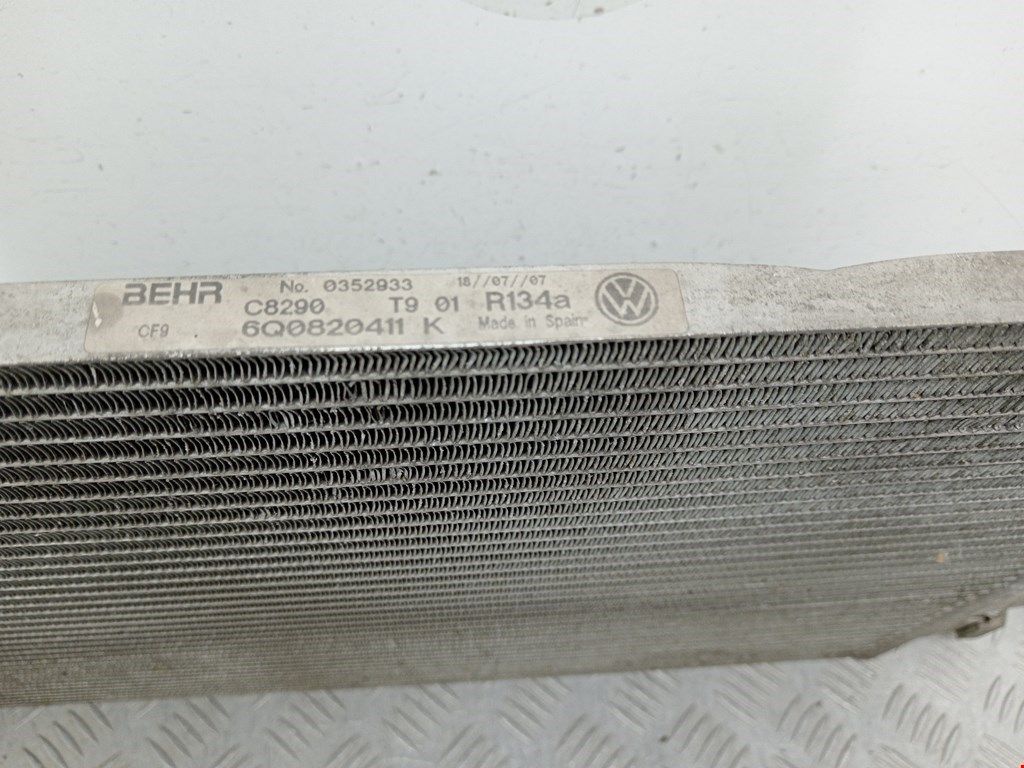 BEHR No. 0352933 18//07//07
C8290 T9 01 R134a
CF9 6Q0820411 K Made in Spain